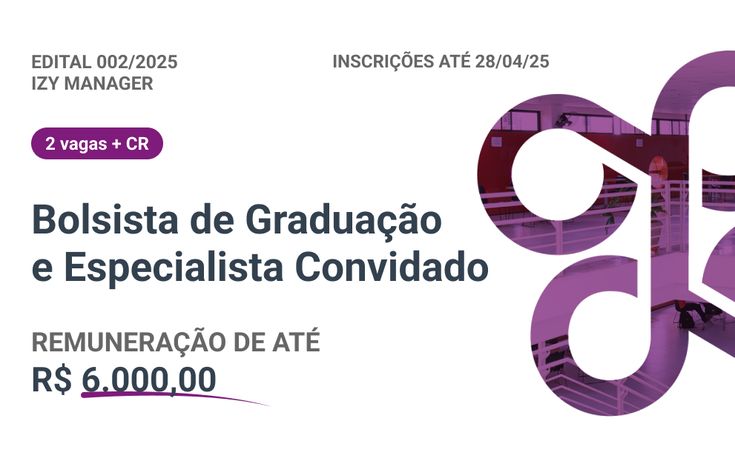 EDITAL 002/2025
IZY MANAGER
INSCRIÇÕES ATÉ 28/04/25
2 vagas + CR
Bolsista de Graduação
e Especialista Convidado
REMUNERAÇÃO DE ATÉ
R$ 6.000,00